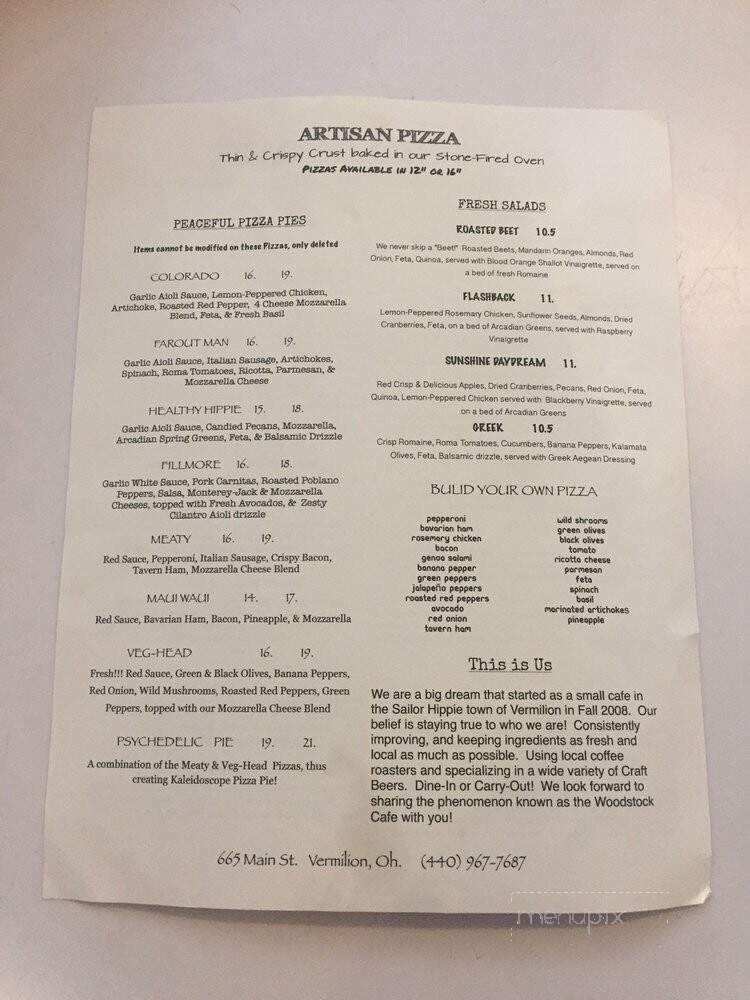 ARTISAN PIZZA
Thin & Crispy Crust baked in our Stone-Fired Oven
Pizzas Available in 12" or 16"
PEACEFUL PIZZA PIES
Items cannot be modified on these Pizzas, only deleted
COLORADO 16. 19.
Garlic Aioli Sauce, Lemon-Peppered Chicken,
Artichoke, Roasted Red Pepper, 4 Cheese Mozzarella
Blend, Feta, & Fresh Basil
FAROUT MAN 16. 19.
Garlic Aioli Sauce, Italian Sausage, Artichokes,
Spinach, Roma Tomatoes, Ricotta, Parmesan, &
Mozzarella Cheese
HEALTHY HIPPIE 15. 18.
Garlic Aioli Sauce, Candied Pecans, Mozzarella,
Arcadian Spring Greens, Feta, & Balsamic Drizzle
FILLMORE 16. 18.
Garlic White Sauce, Pork Carnitas, Roasted Poblano
Peppers, Salsa, Monterey-Jack & Mozzarella
Cheeses, topped with Fresh Avocados, & Zesty
Cilantro Aioli drizzle
MEATY 16. 19.
Red Sauce, Pepperoni, Italian Sausage, Crispy Bacon,
Tavern Ham, Mozzarella Cheese Blend
MAUI WAUI 14. 17.
Red Sauce, Bavarian Ham, Bacon, Pineapple, & Mozzarella
VEG-HEAD 16. 19.
Fresh!!! Red Sauce, Green & Black Olives, Banana Peppers,
Red Onion, Wild Mushrooms, Roasted Red Peppers, Green
Peppers, topped with our Mozzarella Cheese Blend
PSYCHEDELIC PIE 19. 21.
A combination of the Meaty & Veg-Head Pizzas, thus
creating Kaleidoscope Pizza Pie!
FRESH SALADS
ROASTED BEET 10.5
We never skip a "Beet!" Roasted Beets, Mandarin Oranges, Almonds, Red
Onion, Feta, Quinoa, served with Blood Orange Shallot Vinaigrette, served on
a bed of fresh Romaine
FLASHBACK 11.
Lemon-Peppered Rosemary Chicken, Sunflower Seeds, Almonds, Dried
Cranberries, Feta, on a bed of Arcadian Greens, served with Raspberry
Vinaigrette
SUNSHINE DAYDREAM 11.
Red Crisp & Delicious Apples, Dried Cranberries, Pecans, Red Onion, Feta,
Quinoa, Lemon-Peppered Chicken served with Blackberry Vinaigrette, served
on a bed of Arcadian Greens
GREEK 10.5
Crisp Romaine, Roma Tomatoes, Cucumbers, Banana Peppers, Kalamata
Olives, Feta, Balsamic drizzle, served with Greek Aegean Dressing
BULID YOUR OWN PIZZA
pepperoni
bavarian ham
rosemary chicken
bacon
genoa salami
banana pepper
green peppers
jalapeño peppers
roasted red peppers
avocado
red onion
tavern ham
wild shrooms
green olives
black olives
tomato
ricotta cheese
parmesan
feta
spinach
basil
marinated artichokes
pineapple
This is Us
We are a big dream that started as a small cafe in
the Sailor Hippie town of Vermilion in Fall 2008. Our
belief is staying true to who we are! Consistently
improving, and keeping ingredients as fresh and
local as much as possible. Using local coffee
roasters and specializing in a wide variety of Craft
Beers. Dine-In or Carry-Out! We look forward to
sharing the phenomenon known as the Woodstock
Cafe with you!
665 Main St. Vermilion, Oh. (440) 967-7687
menupix